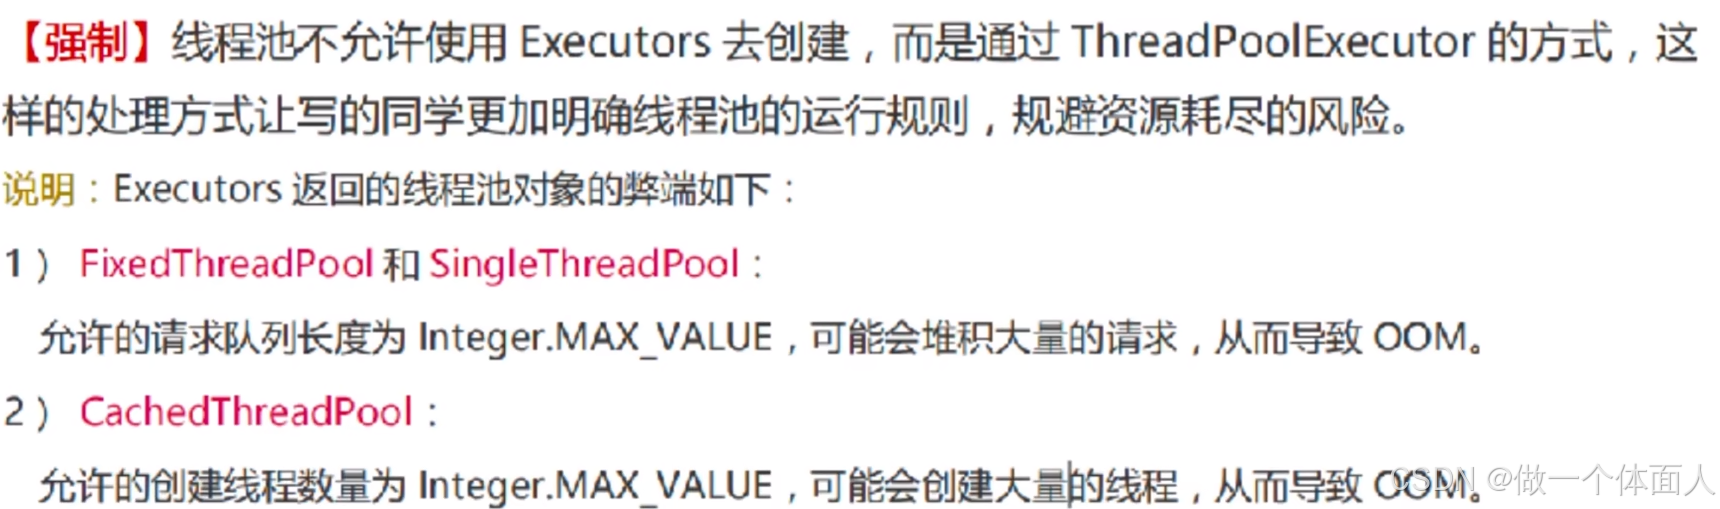 【强制】线程池不允许使用 Executors 去创建，而是通过 ThreadPoolExecutor 的方式，这
样的处理方式让写的同学更加明确线程池的运行规则，规避资源耗尽的风险。
说明：Executors 返回的线程池对象的弊端如下：
1） FixedThreadPool 和 SingleThreadPool：
允许的请求队列长度为 Integer.MAX_VALUE，可能会堆积大量的请求，从而导致 OOM。
2） CachedThreadPool：
允许的创建线程数量为 Integer.MAX_VALUE，可能会创建大量的线程，从而导致 OOM。
CSDN @做一个体面人